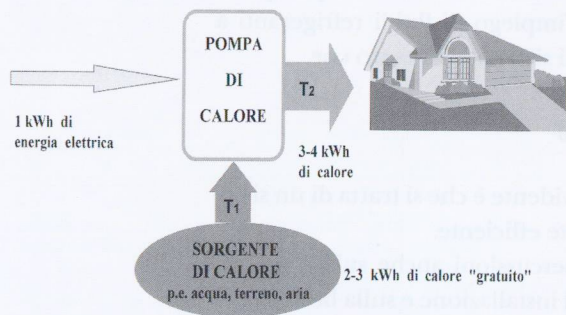 POMPA
DI
CALORE
1 kWh di
energia elettrica
T2
3-4 kWh
di calore
T1
SORGENTE
DI CALORE
p.e. acqua, terreno, aria
2-3 kWh di calore "gratuito"